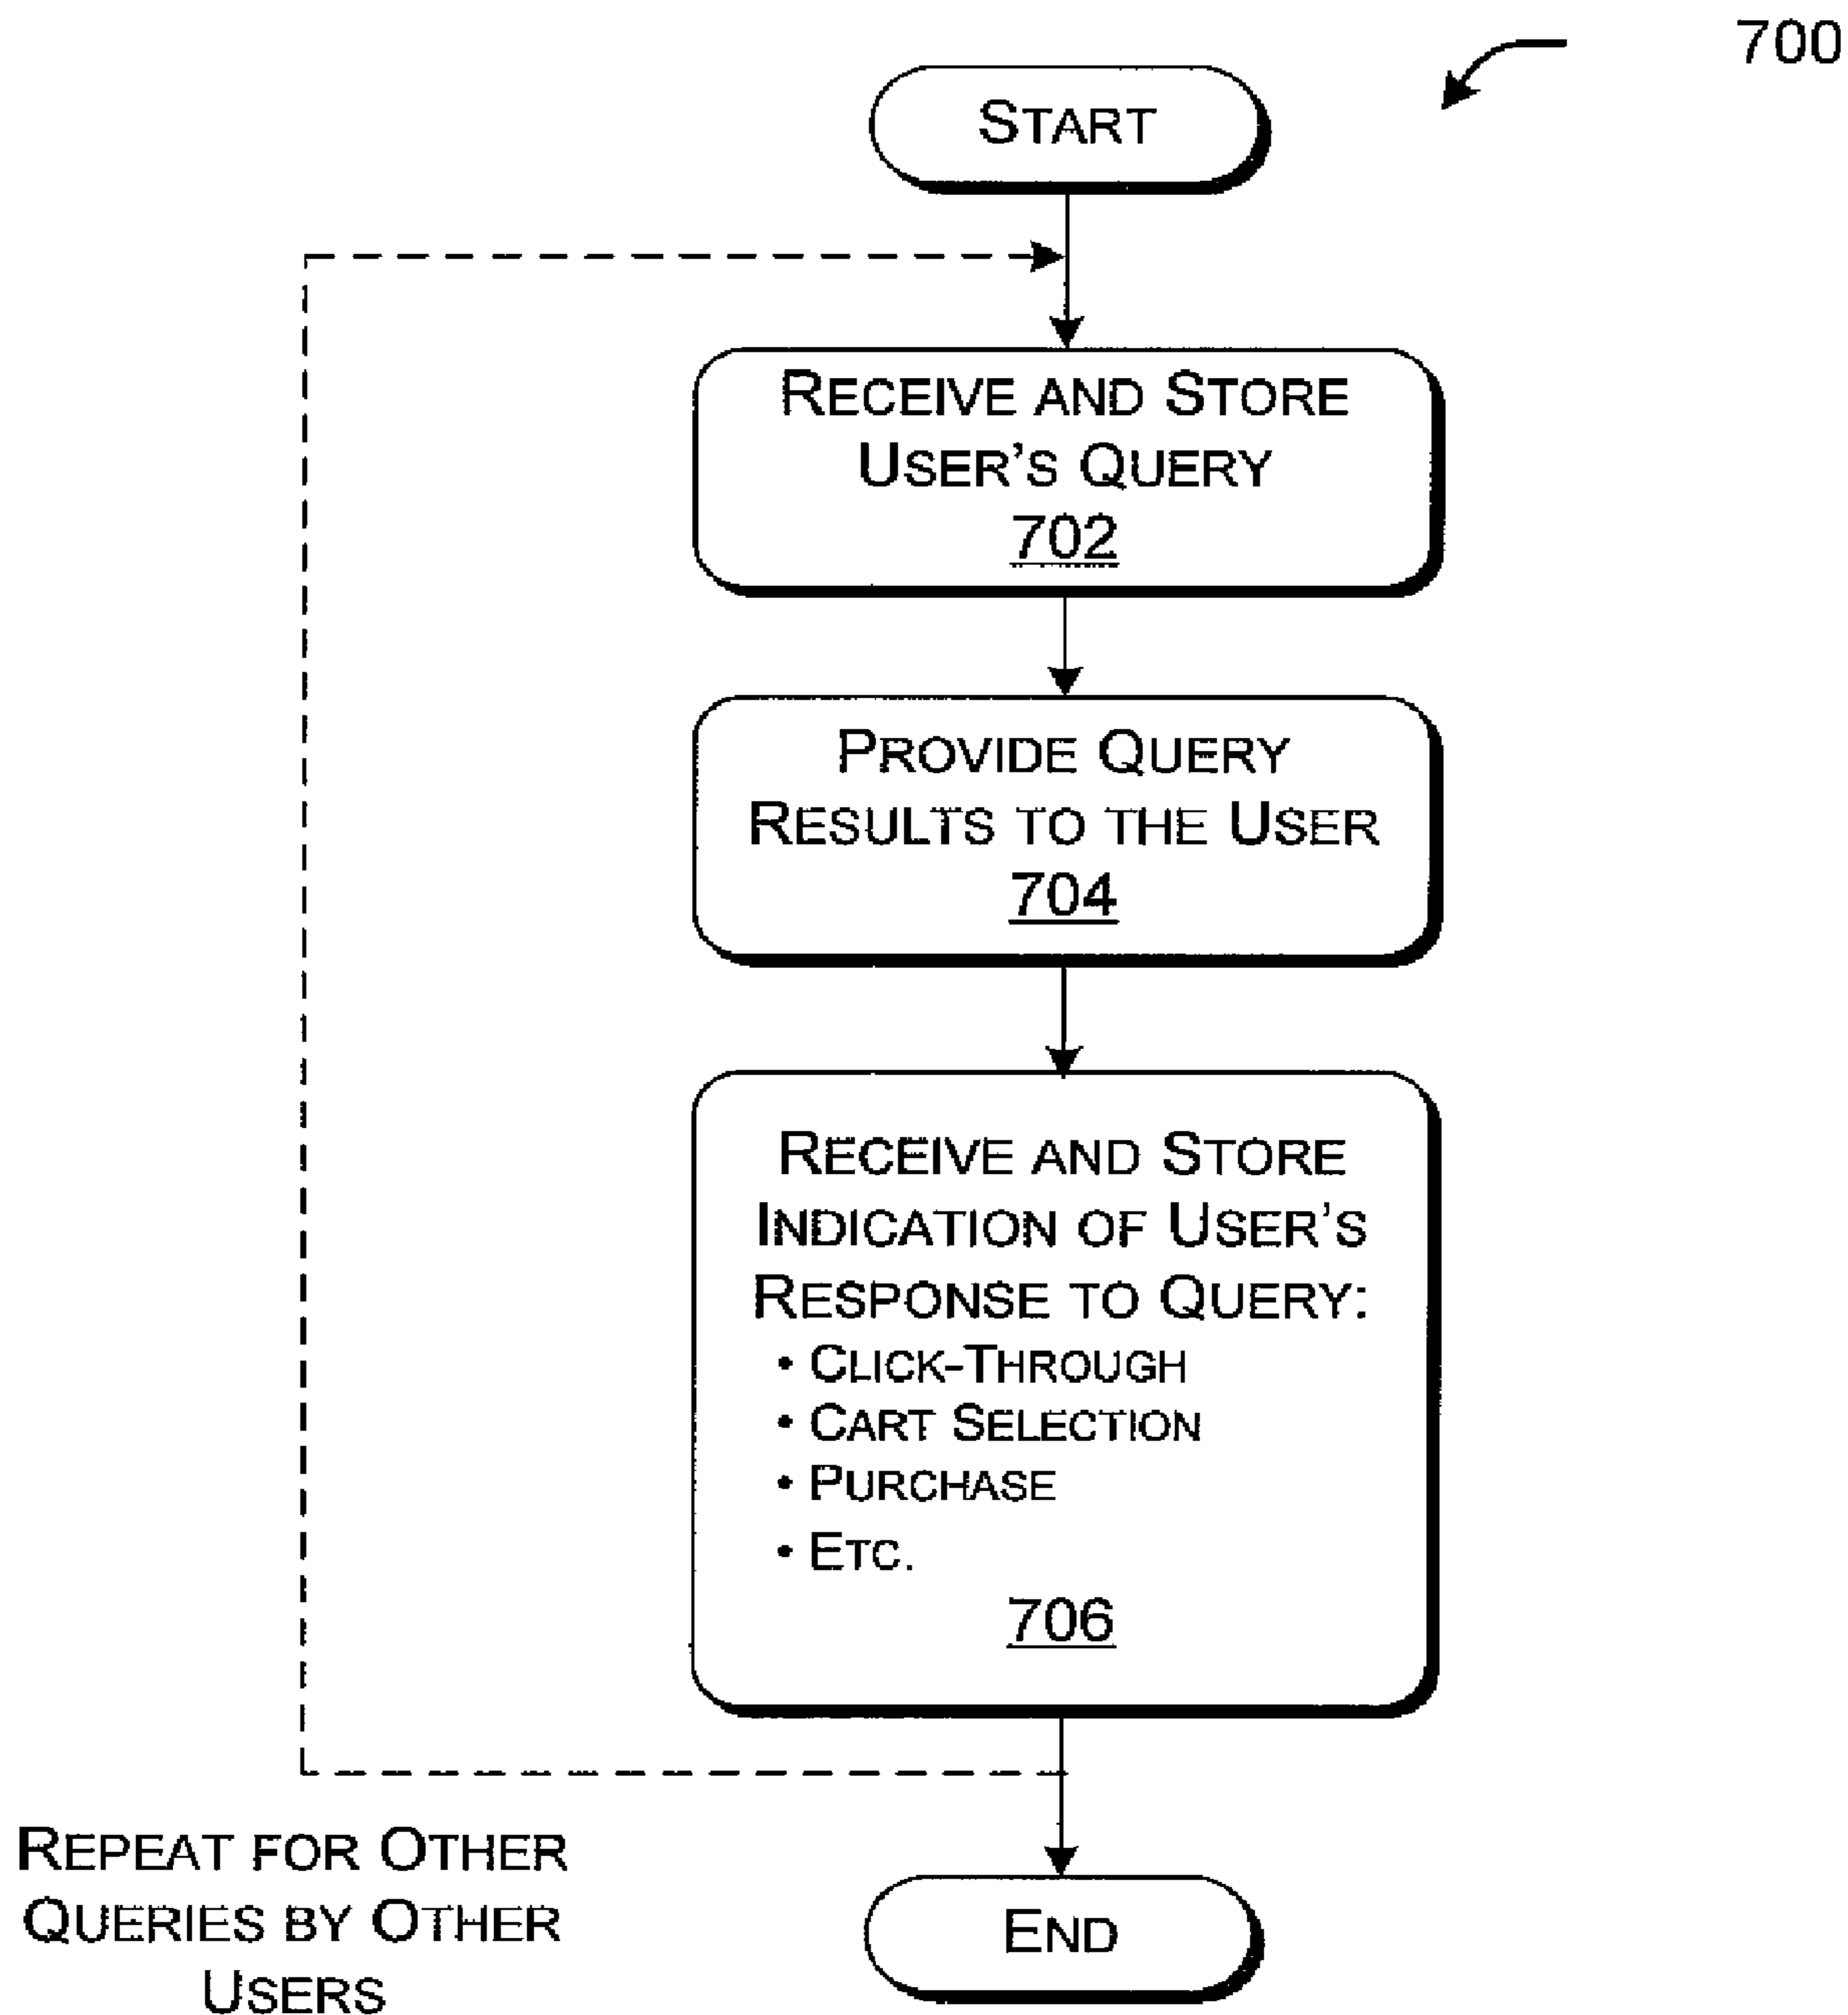 700
START
RECEIVE AND STORE
USER'S QUERY
702
PROVIDE QUERY
RESULTS TO THE USER
704
RECEIVE AND STORE
INDICATION OF USER'S
RESPONSE TO QUERY:
• CLICK-THROUGH
• CART SELECTION
• PURCHASE
• ETC.
706
REPEAT FOR OTHER
QUERIES BY OTHER
USERS
END